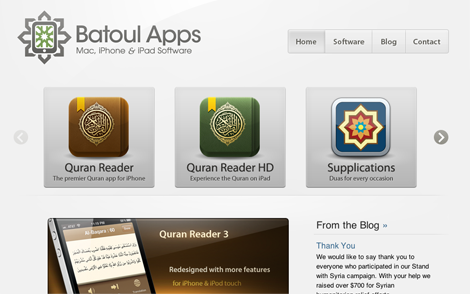 Batoul Apps
Mac, iPhone & iPad Software
Home
Software
Blog
Contact
Quran Reader
The premier Quran app for iPhone
Quran Reader HD
Experience the Quran on iPad
Supplications
Duas for every occasion
Quran Reader 3
Redesigned with more features
for iPhone & iPod touch
From the Blog »
Thank You
We would like to say thank you to
everyone who participated in our Stand
with Syria campaign. With your help we
raised over $700 for Syrian